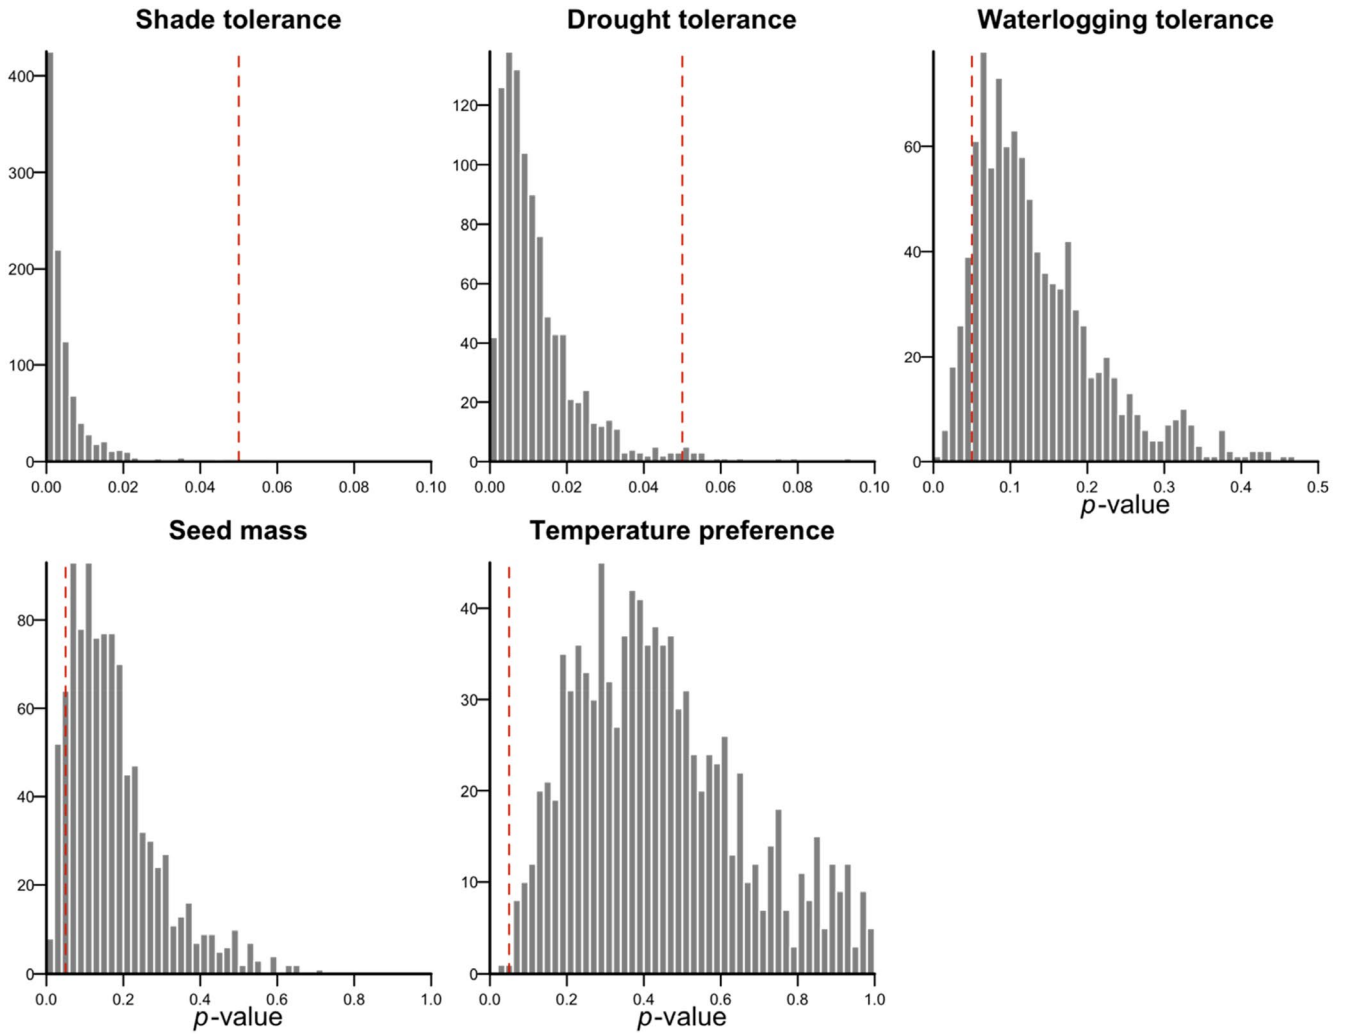 Shade tolerance
400
300
200
100
0
0.00 0.02 0.04 0.06 0.08 0.10
Drought tolerance
120
100
80
60
40
20
0
0.00 0.02 0.04 0.06 0.08 0.10
Waterlogging tolerance
60
40
20
0
0.0 0.1 0.2 0.3 0.4 0.5
p-value
Seed mass
80
60
40
20
0
0.0 0.2 0.4 0.6 0.8 1.0
p-value
Temperature preference
40
30
20
10
0
0.0 0.2 0.4 0.6 0.8 1.0
p-value